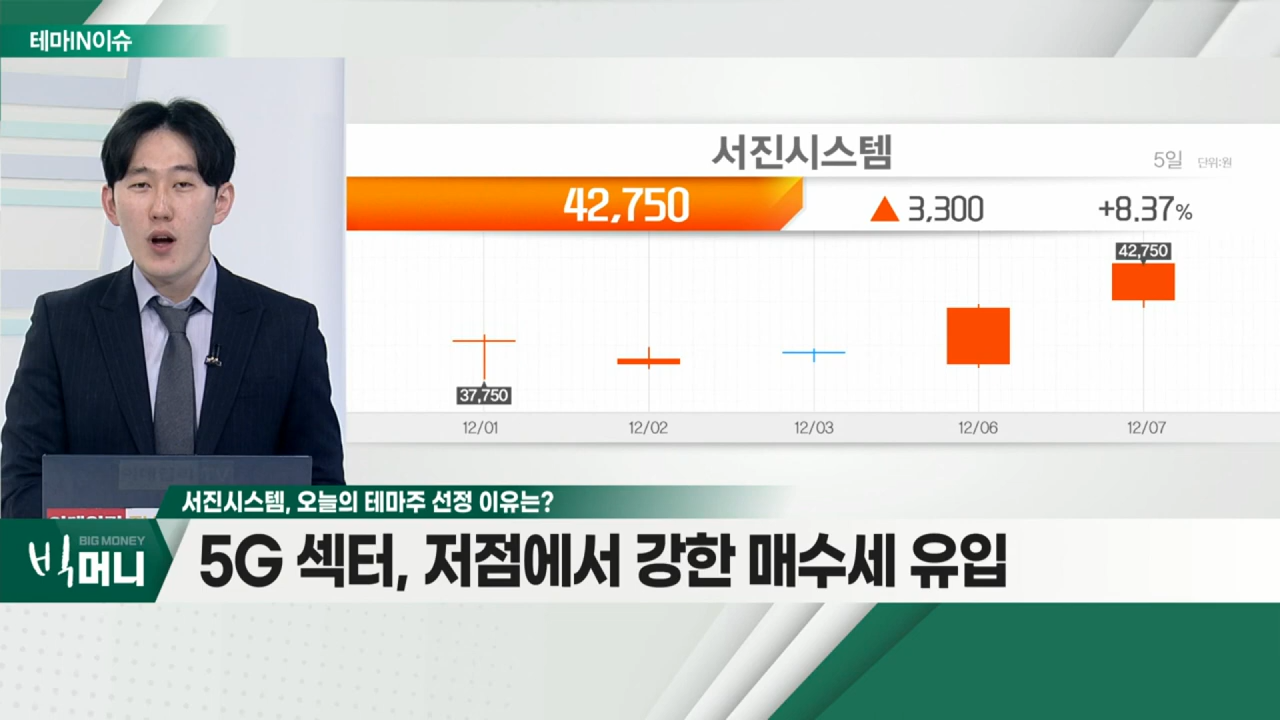 테마IN이슈
서진시스템
5일 단위:원
42,750 ▲ 3,300 +8.37%
42,750
37,750
12/01 12/02 12/03 12/06 12/07
서진시스템, 오늘의 테마주 선정 이유는?
BIG MONEY
빅머니
5G 섹터, 저점에서 강한 매수세 유입